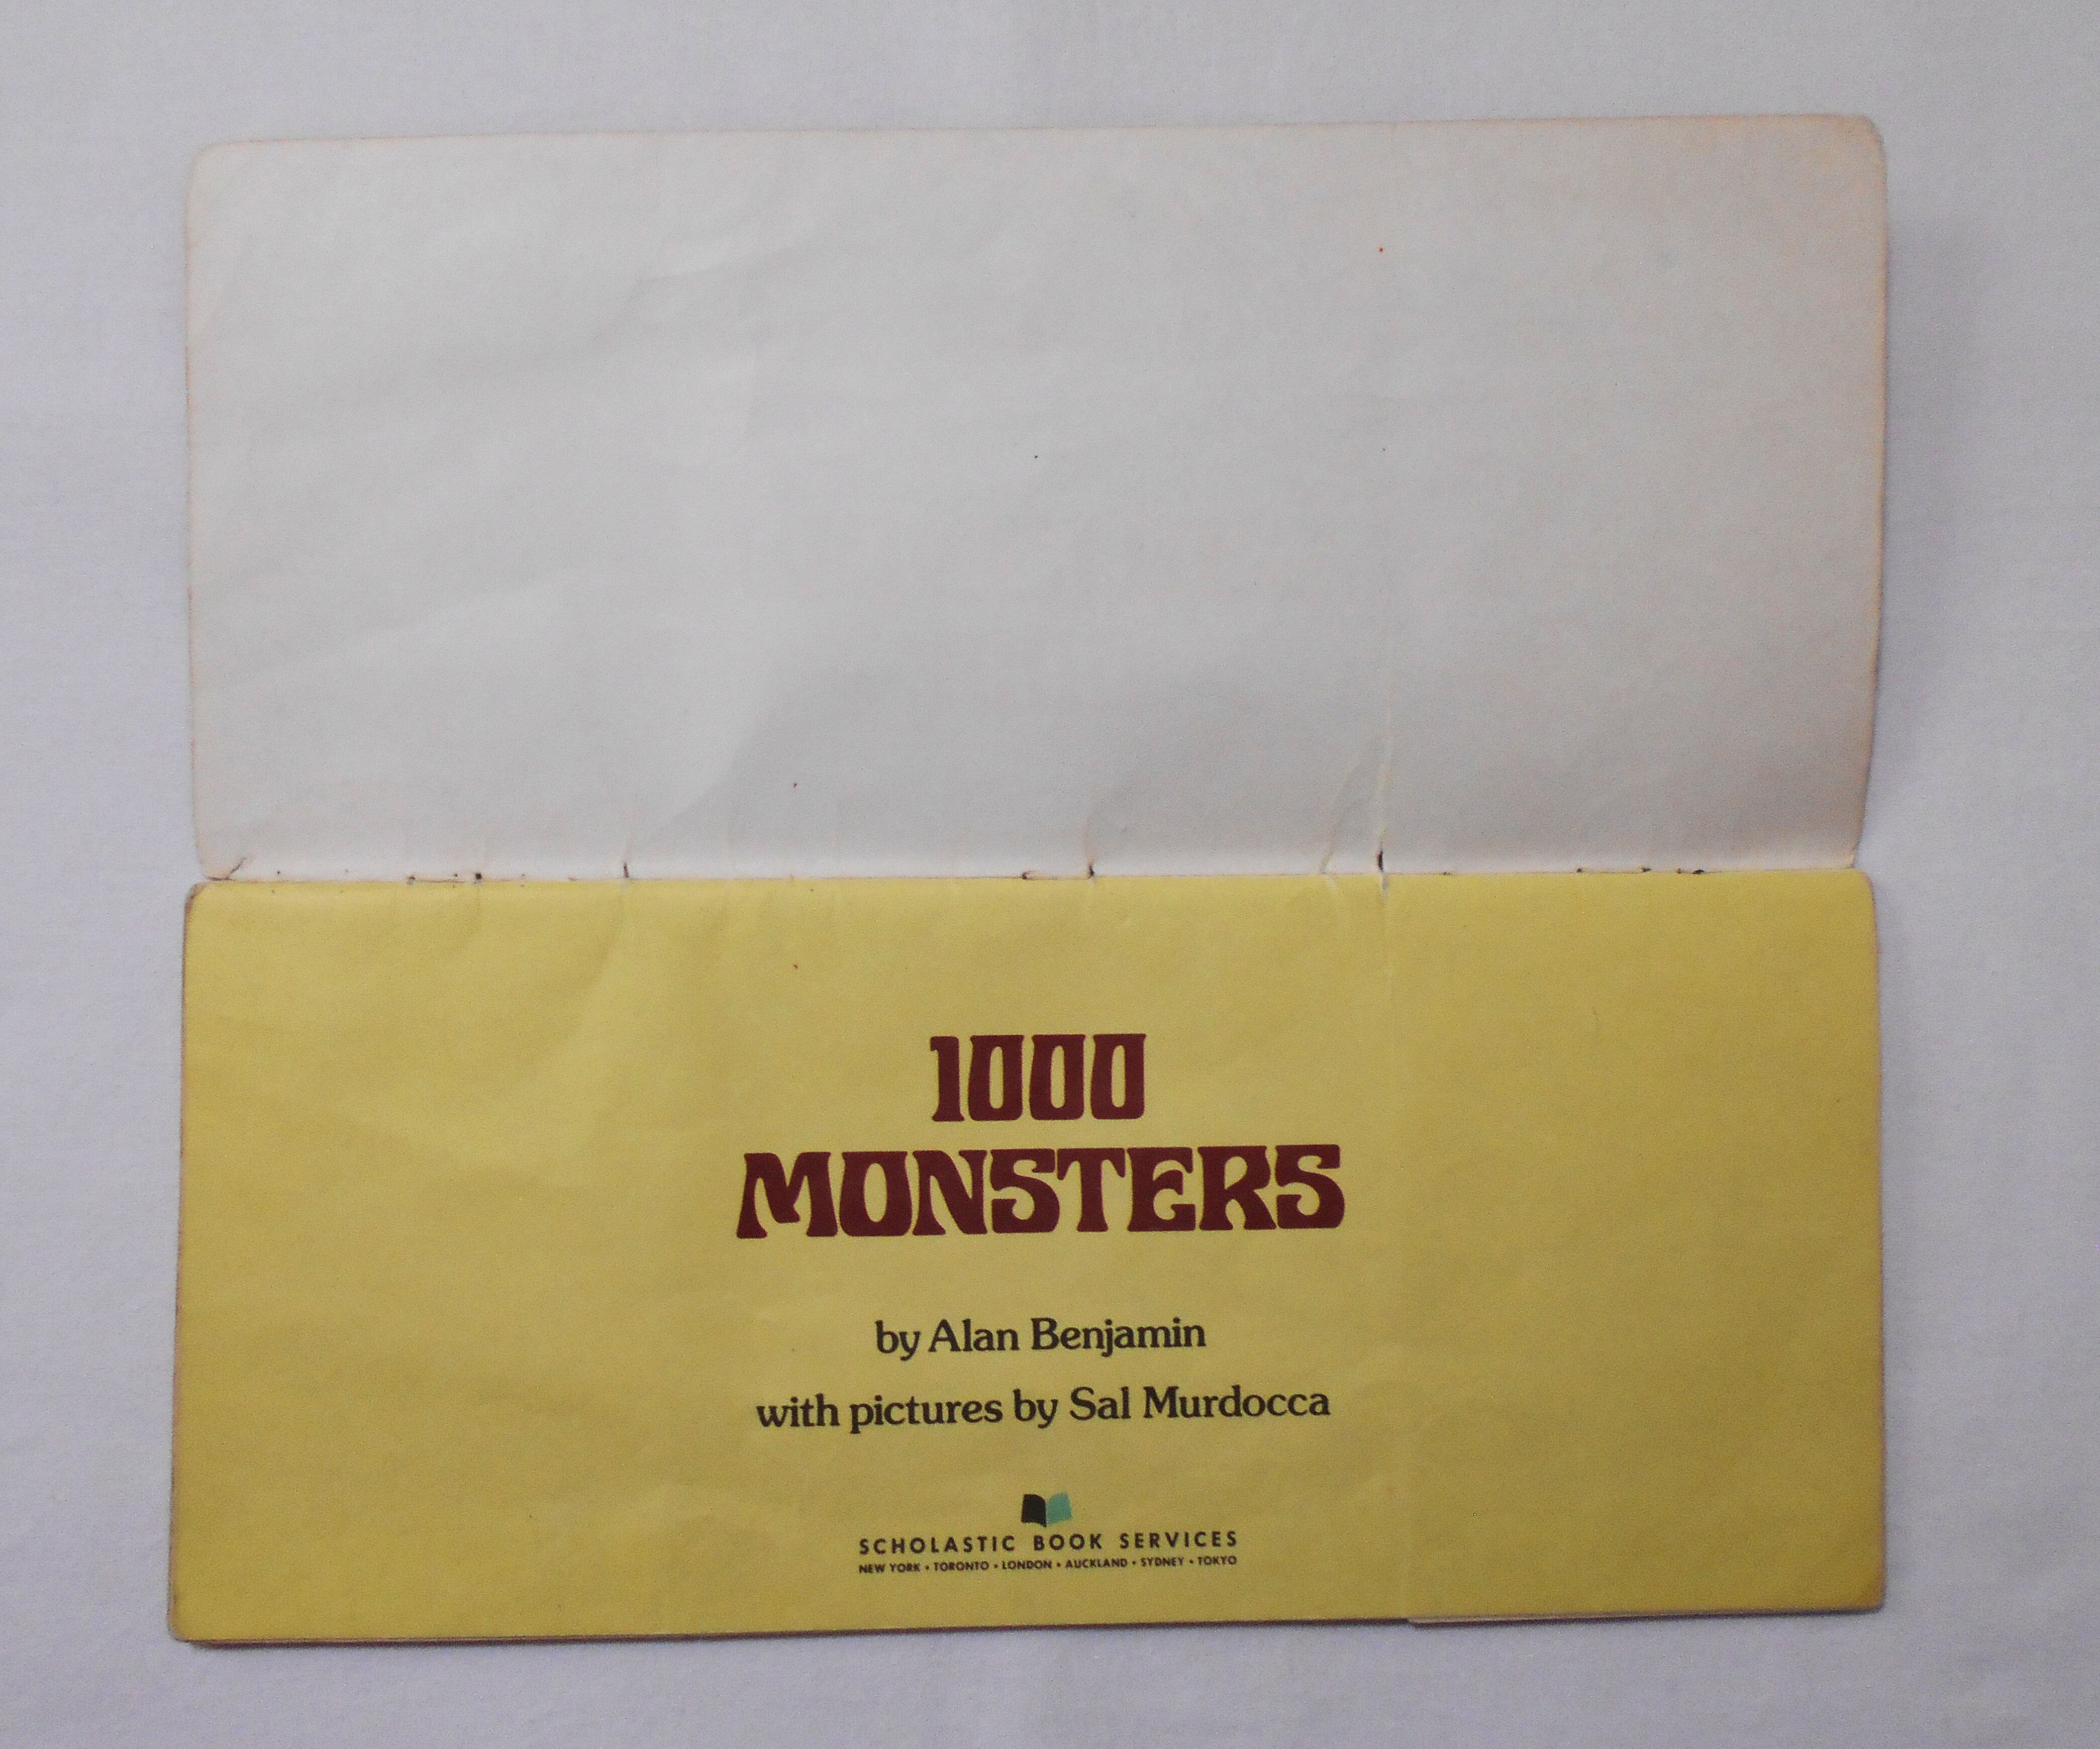 1000
MONSTERS
by Alan Benjamin
with pictures by Sal Murdocca
SCHOLASTIC BOOK SERVICES
NEW YORK • TORONTO • LONDON • AUCKLAND • SYDNEY • TOKYO